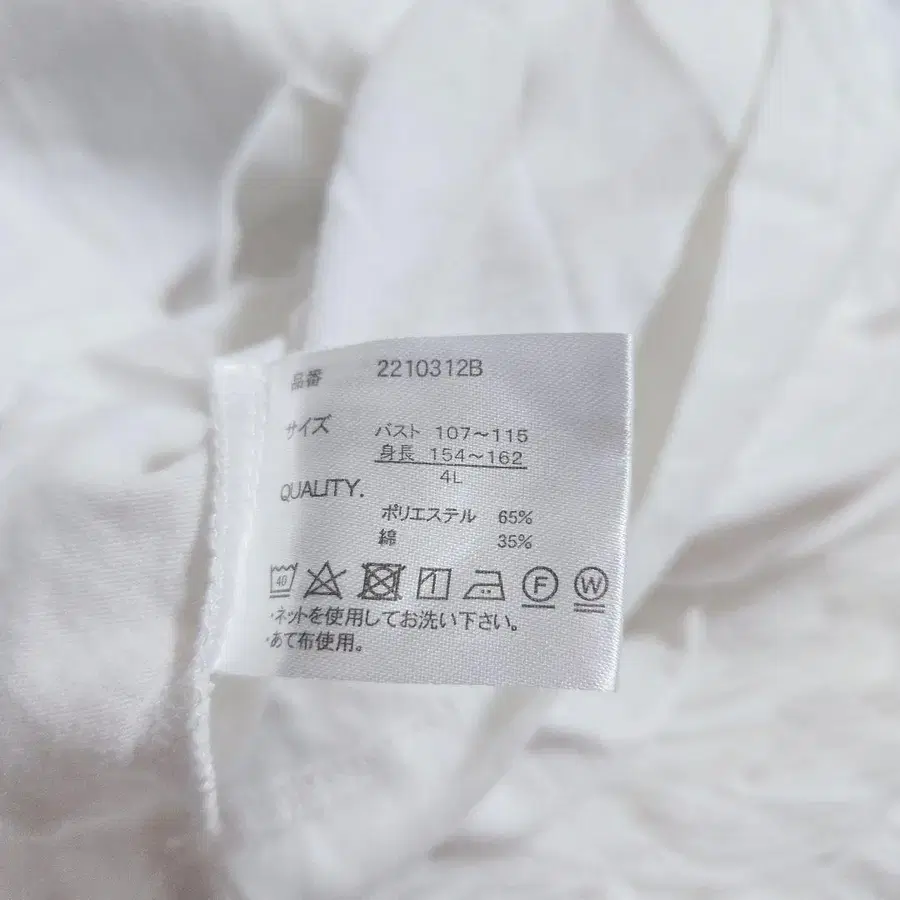 品番 2210312B
サイズ バスト 107～115
身長 154～162
4L
QUALITY.
ポリエステル 65%
綿 35%
40 1 F W
・ネットを使用してお洗い下さい。
・あて布使用。